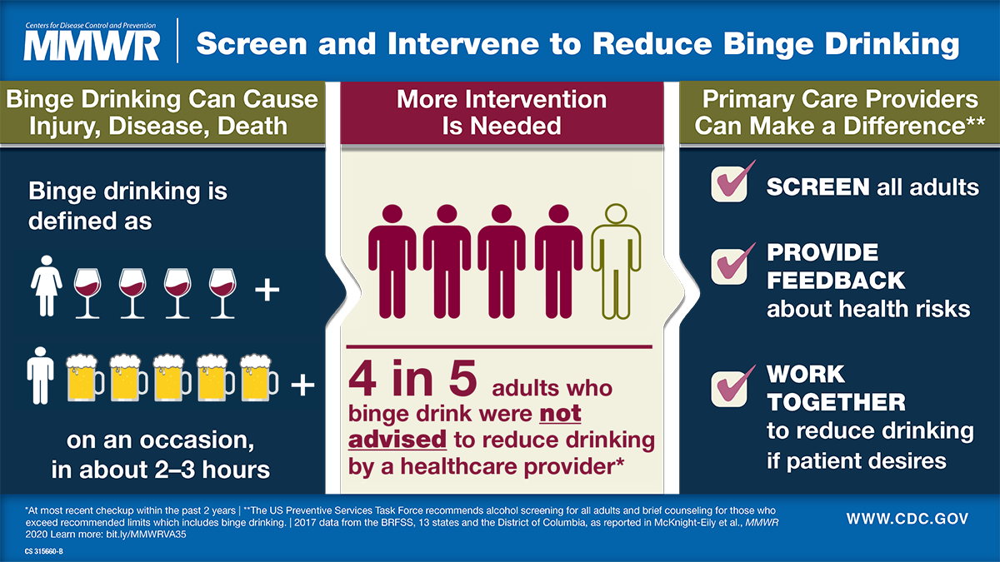 Centers for Disease Control and Prevention
MMWR
Screen and Intervene to Reduce Binge Drinking
Binge Drinking Can Cause
Injury, Disease, Death
Binge drinking is
defined as
+
+
on an occasion,
in about 2–3 hours
More Intervention
Is Needed
4 in 5 adults who
binge drink were not
advised to reduce drinking
by a healthcare provider*
Primary Care Providers
Can Make a Difference**
SCREEN all adults
PROVIDE
FEEDBACK
about health risks
WORK
TOGETHER
to reduce drinking
if patient desires
*At most recent checkup within the past 2 years | **The US Preventive Services Task Force recommends alcohol screening for all adults and brief counseling for those who
exceed recommended limits which includes binge drinking. | 2017 data from the BRFSS, 13 states and the District of Columbia, as reported in McKnight-Eily et al., MMWR
2020 Learn more: bit.ly/MMWRVA35
CS 315660-B
WWW.CDC.GOV